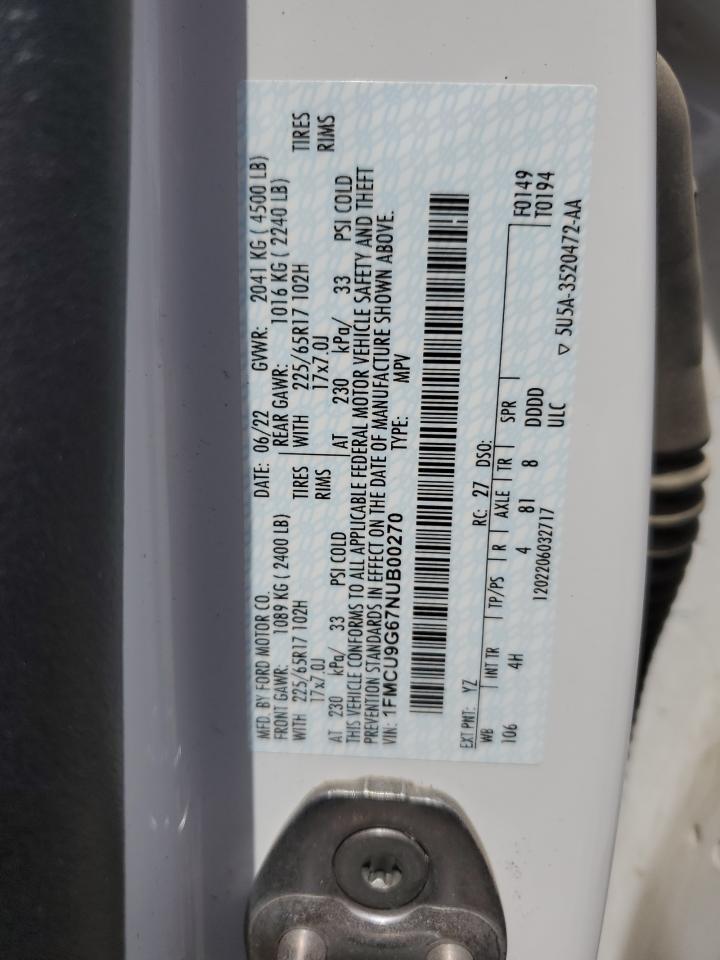 MFD. BY FORD MOTOR CO.
DATE: 06/22 GVWR: 2041 KG ( 4500 LB)
FRONT GAWR: 1089 KG ( 2400 LB)
REAR GAWR: 1016 KG ( 2240 LB)
WITH 225/65R17 102H TIRES
WITH 225/65R17 102H TIRES
17x7.0J RIMS
17x7.0J RIMS
AT 230 kPa/ 33 PSI COLD
AT 230 kPa/ 33 PSI COLD
THIS VEHICLE CONFORMS TO ALL APPLICABLE FEDERAL MOTOR VEHICLE SAFETY AND THEFT
PREVENTION STANDARDS IN EFFECT ON THE DATE OF MANUFACTURE SHOWN ABOVE.
VIN: 1FMCU9G67NUB00270 TYPE: MPV
EXT PNT: YZ RC: 27 DSO: F0149
WB INT TR TP/PS R AXLE TR SPR T0194
106 4H 4 81 8 DDDD
ULC
1202206032717 ▽ 5U5A-3520472-AA